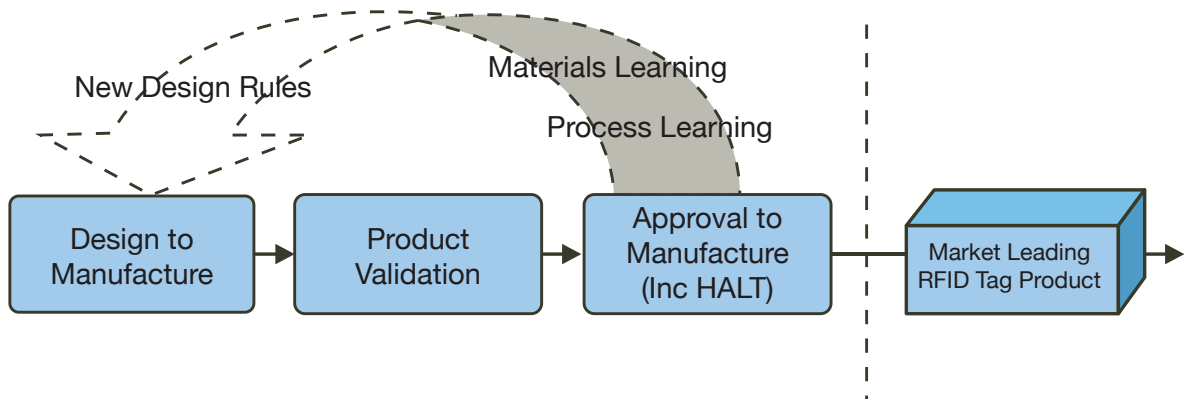 New Design Rules
Materials Learning
Process Learning
Design to
Manufacture
Product
Validation
Approval to
Manufacture
(Inc HALT)
Market Leading
RFID Tag Product